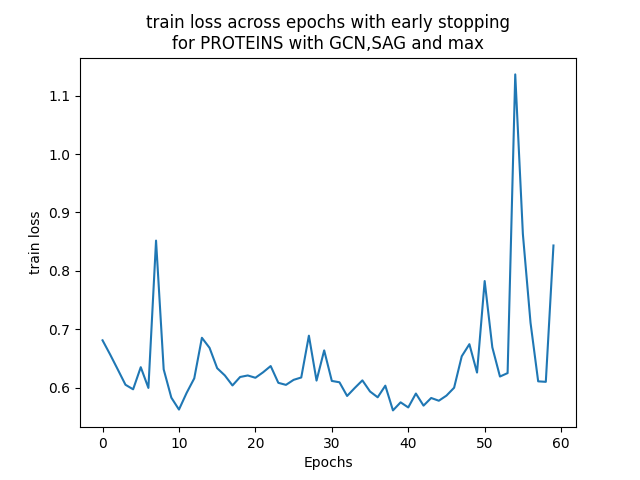 train loss across epochs with early stopping
for PROTEINS with GCN,SAG and max
train loss
1.1
1.0
0.9
0.8
0.7
0.6
0 10 20 30 40 50 60
Epochs